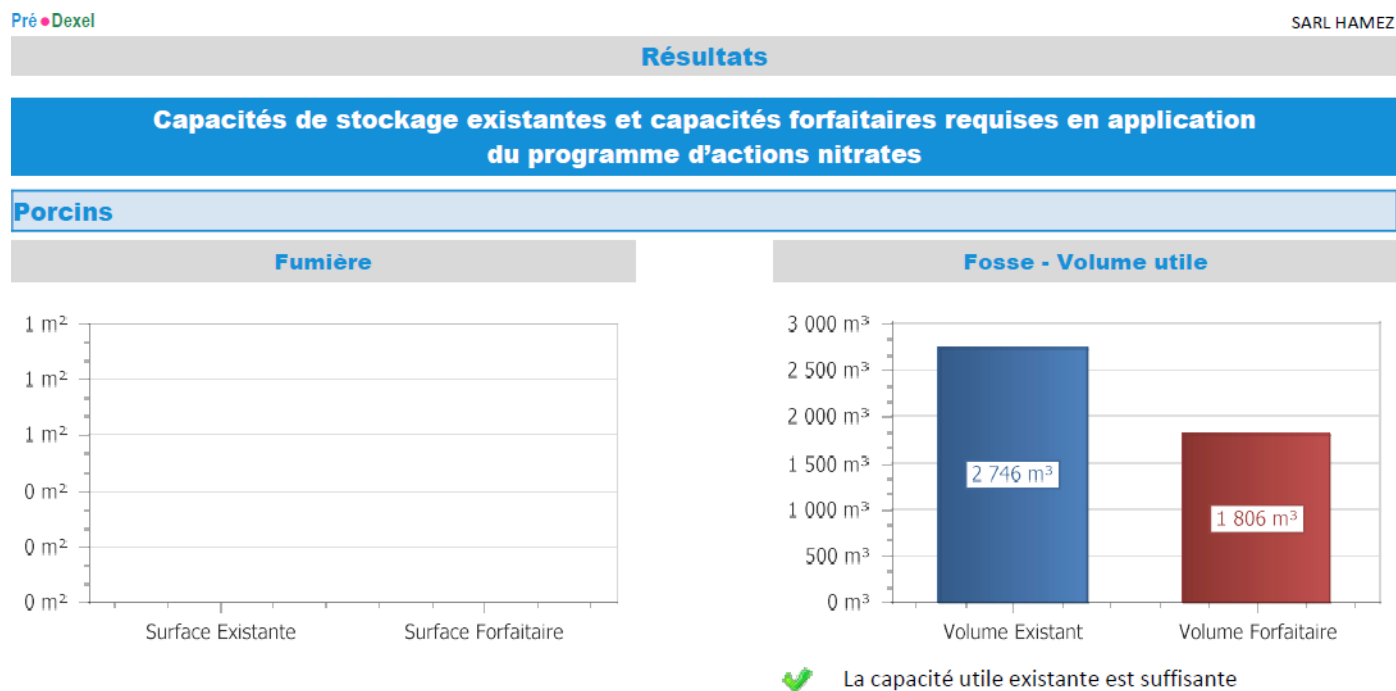 Pré●Dexel
SARL HAMEZ
Résultats
Capacités de stockage existantes et capacités forfaitaires requises en application
du programme d’actions nitrates
Porcins
Fumière
1 m²
1 m²
1 m²
0 m²
0 m²
0 m²
Surface Existante
Surface Forfaitaire
Fosse - Volume utile
3 000 m³
2 500 m³
2 000 m³
1 500 m³
1 000 m³
500 m³
0 m³
2 746 m³
1 806 m³
Volume Existant
Volume Forfaitaire
La capacité utile existante est suffisante